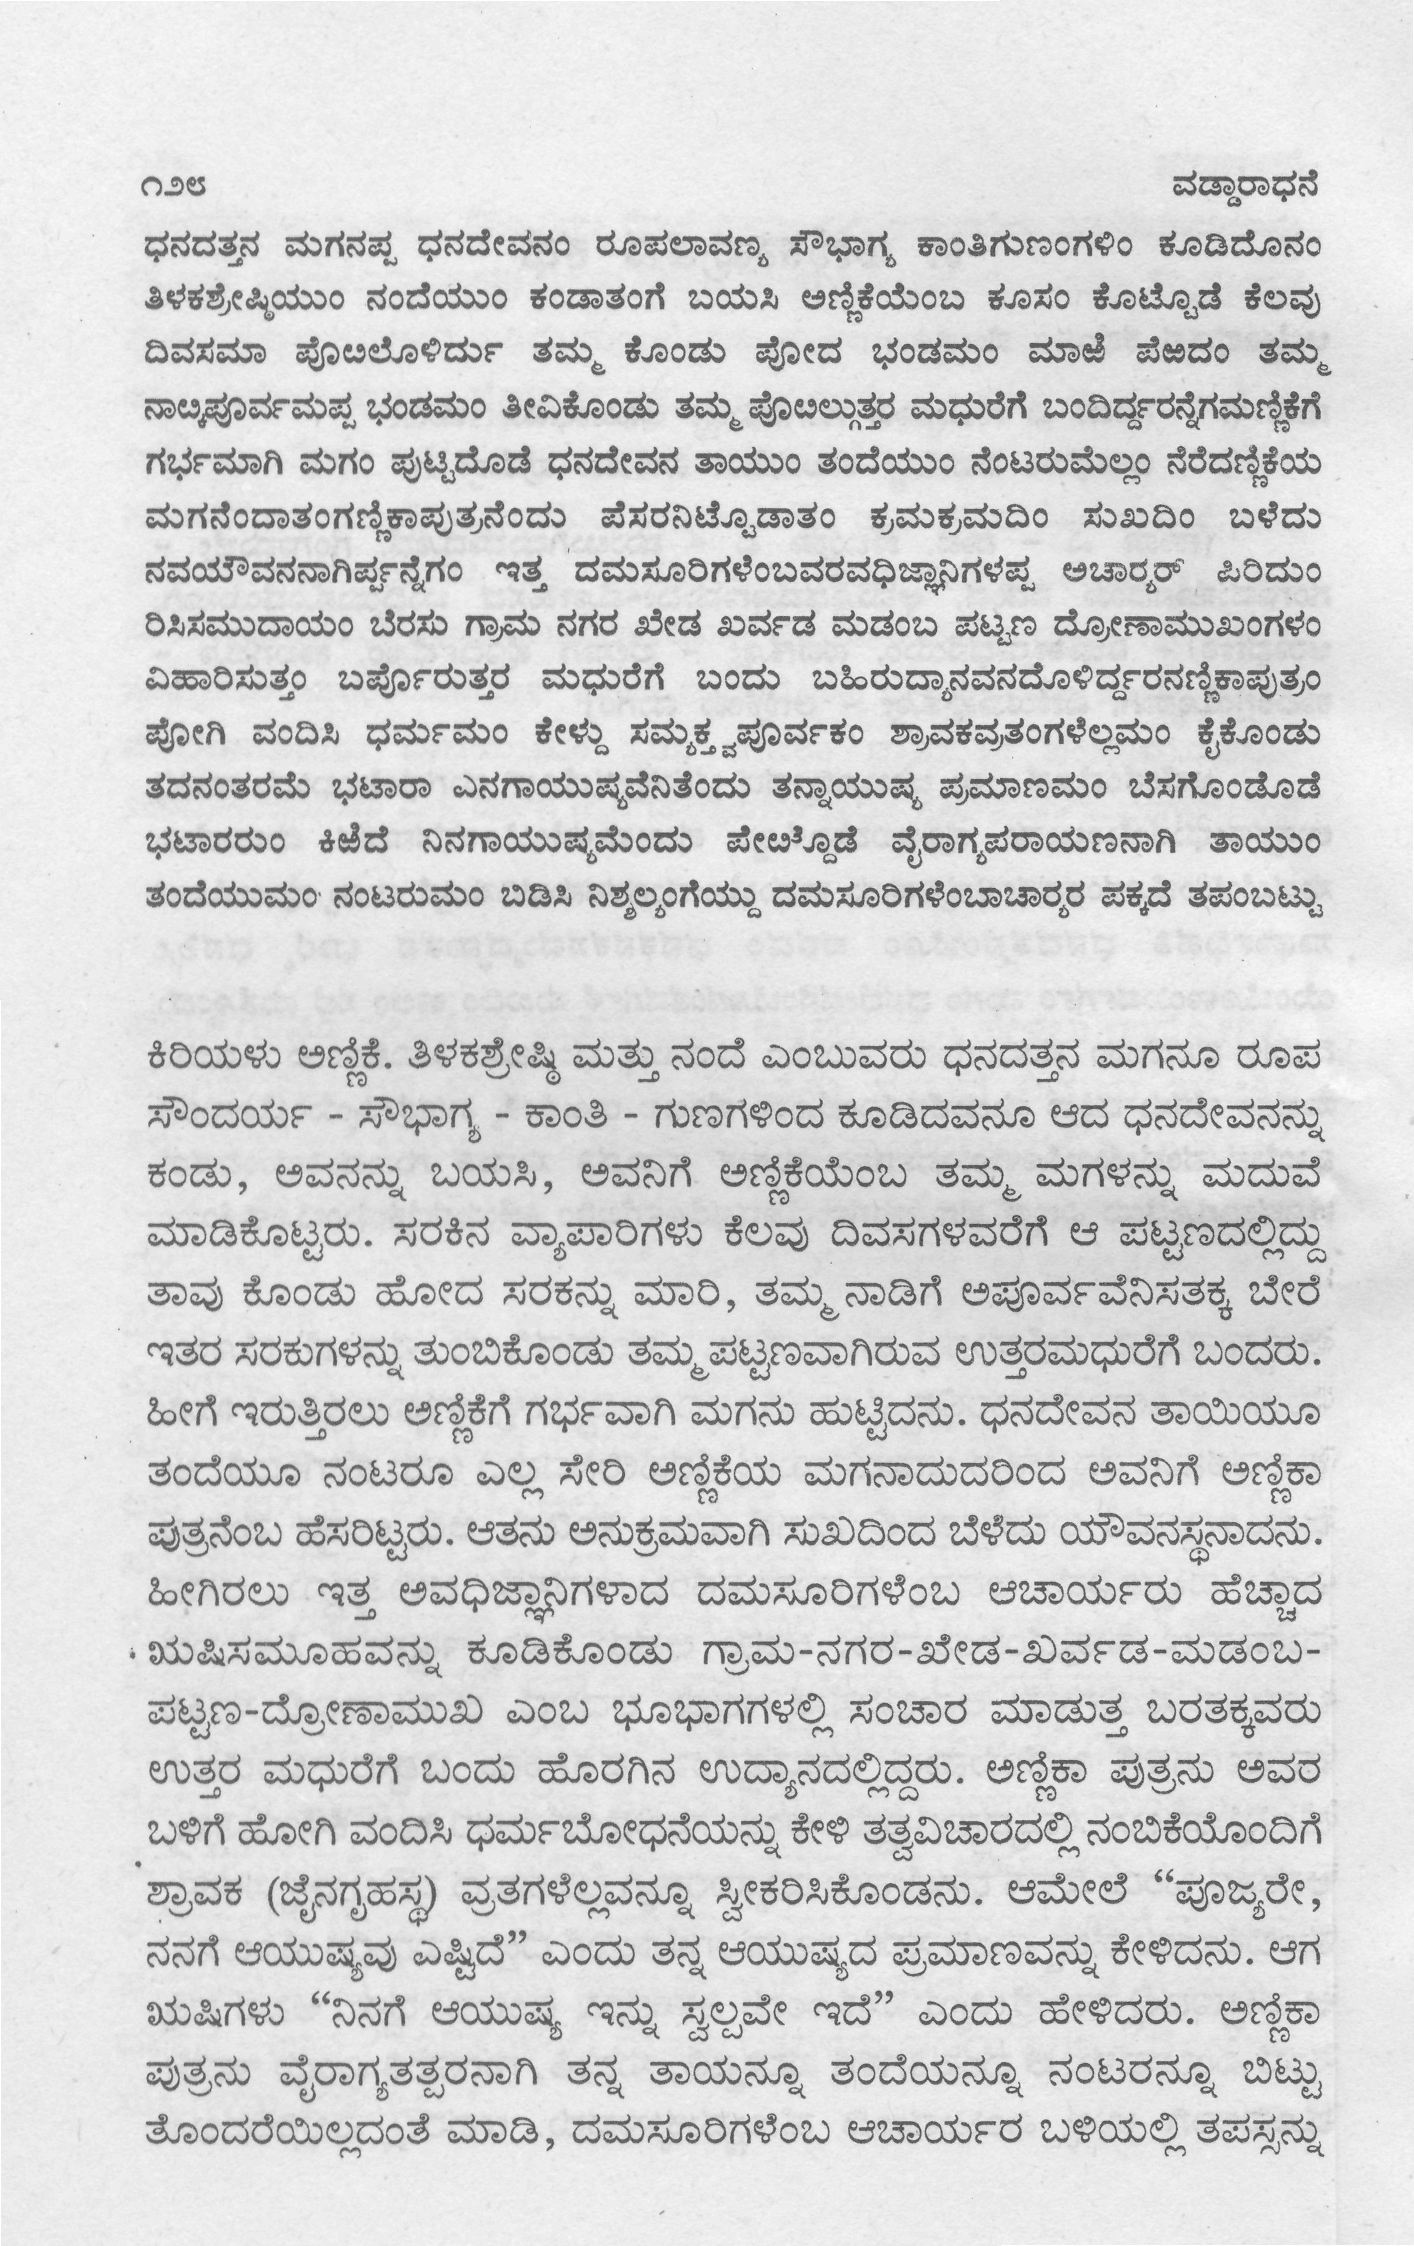 ೧೨೮ ವಡ್ಡಾರಾಧನೆ
ಧನದತ್ತನ ಮಗನಪ್ಪ ಧನದೇವನಂ ರೂಪಲಾವಣ್ಯ ಸೌಭಾಗ್ಯ ಕಾಂತಿಗುಣಂಗಳಿಂ ಕೂಡಿದೊನಂ
ತಿಳಕಶ್ರೇಷ್ಠಿಯುಂ ನಂದೆಯುಂ ಕಂಡಾತಂಗೆ ಬಯಸಿ ಅಣ್ಣಿಕೆಯೆಂಬ ಕೂಸಂ ಕೊಟ್ಟೊಡೆ ಕೆಲವು
ದಿವಸಮಾ ಪೊೞಲೊಳಿರ್ದು ತಮ್ಮ ಕೊಂಡು ಪೋದ ಭಂಡಮಂ ಮಾಱಿ ಪೆಱದಂ ತಮ್ಮ
ನಾೞ್ಕಪೂರ್ವಮಪ್ಪ ಭಂಡಮಂ ತೀವಿಕೊಂಡು ತಮ್ಮ ಪೊೞಲ್ಗುತ್ತರ ಮಧುರೆಗೆ ಬಂದಿರ್ದ್ದರನ್ನೆಗಮಣ್ಣಿಕೆಗೆ
ಗರ್ಭಮಾಗಿ ಮಗಂ ಪುಟ್ಟಿದೊಡೆ ಧನದೇವನ ತಾಯುಂ ತಂದೆಯುಂ ನೆಂಟರುಮೆಲ್ಲಂ ನೆರೆದಣ್ಣಿಕೆಯ
ಮಗನೆಂದಾತಂಗಣ್ಣಿಕಾಪುತ್ರನೆಂದು ಪೆಸರನಿಟ್ಟೊಡಾತಂ ಕ್ರಮಕ್ರಮದಿಂ ಸುಖದಿಂ ಬಳೆದು
ನವಯೌವನನಾಗಿರ್ಪ್ಪನ್ನೆಗಂ ಇತ್ತ ದಮಸೂರಿಗಳೆಂಬವರವಧಿಜ್ಞಾನಿಗಳಪ್ಪ ಅಚಾರ‍್ಯರ್ ಪಿರಿದುಂ
ರಿಸಿಸಮುದಾಯಂ ಬೆರಸು ಗ್ರಾಮ ನಗರ ಖೇಡ ಖರ್ವಡ ಮಡಂಬ ಪಟ್ಟಣ ದ್ರೋಣಾಮುಖಂಗಳಂ
ವಿಹಾರಿಸುತ್ತಂ ಬರ್ಪೊರುತ್ತರ ಮಧುರೆಗೆ ಬಂದು ಬಹಿರುದ್ಯಾನವನದೊಳಿರ್ದ್ದರನಣ್ಣಿಕಾಪುತ್ರಂ
ಪೋಗಿ ವಂದಿಸಿ ಧರ್ಮಮಂ ಕೇಳ್ದು ಸಮ್ಯಕ್ತ್ವಪೂರ್ವಕಂ ಶ್ರಾವಕವ್ರತಂಗಳೆಲ್ಲಮಂ ಕೈಕೊಂಡು
ತದನಂತರಮೆ ಭಟಾರಾ ಎನಗಾಯುಷ್ಯವೆನಿತೆಂದು ತನ್ನಾಯುಷ್ಯ ಪ್ರಮಾಣಮಂ ಬೆಸಗೊಂಡೊಡೆ
ಭಟಾರರುಂ ಕಿಱಿದೆ ನಿನಗಾಯುಷ್ಯಮೆಂದು ಪೇೞ್ದೊಡೆ ವೈರಾಗ್ಯಪರಾಯಣನಾಗಿ ತಾಯುಂ
ತಂದೆಯುಮಂ ನಂಟರುಮಂ ಬಿಡಿಸಿ ನಿಶ್ಶಲ್ಯಂಗೆಯ್ದು ದಮಸೂರಿಗಳೆಂಬಾಚಾರ‍್ಯರ ಪಕ್ಕದೆ ತಪಂಬಟ್ಟು
ಕಿರಿಯಳು ಅಣ್ಣಿಕೆ. ತಿಳಕಶ್ರೇಷ್ಠಿ ಮತ್ತು ನಂದೆ ಎಂಬುವರು ಧನದತ್ತನ ಮಗನೂ ರೂಪ
ಸೌಂದರ್ಯ - ಸೌಭಾಗ್ಯ - ಕಾಂತಿ - ಗುಣಗಳಿಂದ ಕೂಡಿದವನೂ ಆದ ಧನದೇವನನ್ನು
ಕಂಡು, ಅವನನ್ನು ಬಯಸಿ, ಅವನಿಗೆ ಅಣ್ಣಿಕೆಯೆಂಬ ತಮ್ಮ ಮಗಳನ್ನು ಮದುವೆ
ಮಾಡಿಕೊಟ್ಟರು. ಸರಕಿನ ವ್ಯಾಪಾರಿಗಳು ಕೆಲವು ದಿವಸಗಳವರೆಗೆ ಆ ಪಟ್ಟಣದಲ್ಲಿದ್ದು
ತಾವು ಕೊಂಡು ಹೋದ ಸರಕನ್ನು ಮಾರಿ, ತಮ್ಮ ನಾಡಿಗೆ ಅಪೂರ್ವವೆನಿಸತಕ್ಕ ಬೇರೆ
ಇತರ ಸರಕುಗಳನ್ನು ತುಂಬಿಕೊಂಡು ತಮ್ಮ ಪಟ್ಟಣವಾಗಿರುವ ಉತ್ತರಮಧುರೆಗೆ ಬಂದರು.
ಹೀಗೆ ಇರುತ್ತಿರಲು ಅಣ್ಣಿಕೆಗೆ ಗರ್ಭವಾಗಿ ಮಗನು ಹುಟ್ಟಿದನು. ಧನದೇವನ ತಾಯಿಯೂ
ತಂದೆಯೂ ನಂಟರೂ ಎಲ್ಲ ಸೇರಿ ಅಣ್ಣಿಕೆಯ ಮಗನಾದುದರಿಂದ ಅವನಿಗೆ ಅಣ್ಣಿಕಾ
ಪುತ್ರನೆಂಬ ಹೆಸರಿಟ್ಟರು. ಆತನು ಅನುಕ್ರಮವಾಗಿ ಸುಖದಿಂದ ಬೆಳೆದು ಯೌವನಸ್ಥನಾದನು.
ಹೀಗಿರಲು ಇತ್ತ ಅವಧಿಜ್ಞಾನಿಗಳಾದ ದಮಸೂರಿಗಳೆಂಬ ಆಚಾರ್ಯರು ಹೆಚ್ಚಾದ
ಋಷಿಸಮೂಹವನ್ನು ಕೂಡಿಕೊಂಡು ಗ್ರಾಮ-ನಗರ-ಖೇಡ-ಖರ್ವಡ-ಮಡಂಬ-
ಪಟ್ಟಣ-ದ್ರೋಣಾಮುಖ ಎಂಬ ಭೂಭಾಗಗಳಲ್ಲಿ ಸಂಚಾರ ಮಾಡುತ್ತ ಬರತಕ್ಕವರು
ಉತ್ತರ ಮಧುರೆಗೆ ಬಂದು ಹೊರಗಿನ ಉದ್ಯಾನದಲ್ಲಿದ್ದರು. ಅಣ್ಣಿಕಾ ಪುತ್ರನು ಅವರ
ಬಳಿಗೆ ಹೋಗಿ ವಂದಿಸಿ ಧರ್ಮಬೋಧನೆಯನ್ನು ಕೇಳಿ ತತ್ವವಿಚಾರದಲ್ಲಿ ನಂಬಿಕೆಯೊಂದಿಗೆ
ಶ್ರಾವಕ (ಜೈನಗೃಹಸ್ಥ) ವ್ರತಗಳೆಲ್ಲವನ್ನೂ ಸ್ವೀಕರಿಸಿಕೊಂಡನು. ಆಮೇಲೆ “ಪೂಜ್ಯರೇ,
ನನಗೆ ಆಯುಷ್ಯವು ಎಷ್ಟಿದೆ” ಎಂದು ತನ್ನ ಆಯುಷ್ಯದ ಪ್ರಮಾಣವನ್ನು ಕೇಳಿದನು. ಆಗ
ಋಷಿಗಳು “ನಿನಗೆ ಆಯುಷ್ಯ ಇನ್ನು ಸ್ವಲ್ಪವೇ ಇದೆ” ಎಂದು ಹೇಳಿದರು. ಅಣ್ಣಿಕಾ
ಪುತ್ರನು ವೈರಾಗ್ಯತತ್ಪರನಾಗಿ ತನ್ನ ತಾಯನ್ನೂ ತಂದೆಯನ್ನೂ ನಂಟರನ್ನೂ ಬಿಟ್ಟು
ತೊಂದರೆಯಿಲ್ಲದಂತೆ ಮಾಡಿ, ದಮಸೂರಿಗಳೆಂಬ ಆಚಾರ್ಯರ ಬಳಿಯಲ್ಲಿ ತಪಸ್ಸನ್ನು